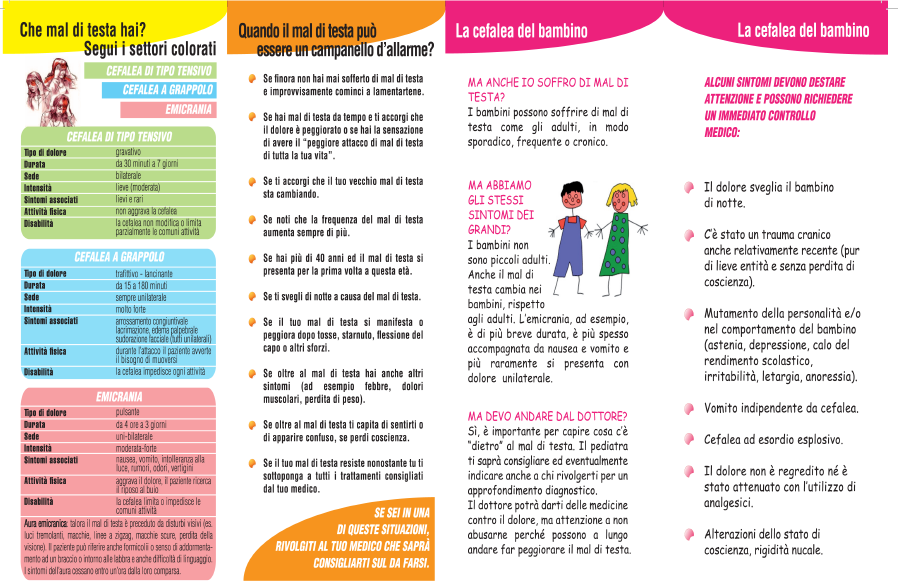 Che mal di testa hai?
Segui i settori colorati
CEFALEA DI TIPO TENSIVO
CEFALEA A GRAPPOLO
EMICRANIA
CEFALEA DI TIPO TENSIVO
Tipo di dolore gravativo
Durata da 30 minuti a 7 giorni
Sede bilaterale
Intensità lieve (moderata)
Sintomi associati lievi e rari
Attività fisica non aggrava la cefalea
Disabilità la cefalea non modifica o limita
parzialmente le comuni attività
CEFALEA A GRAPPOLO
Tipo di dolore trafittivo - lancinante
Durata da 15 a 180 minuti
Sede sempre unilaterale
Intensità molto forte
Sintomi associati arrossamento congiuntivale
lacrimazione, edema palpebrale
sudorazione facciale (tutti unilaterali)
Attività fisica durante l'attacco il paziente avverte
il bisogno di muoversi
Disabilità la cefalea impedisce ogni attività
EMICRANIA
Tipo di dolore pulsante
Durata da 4 ore a 3 giorni
Sede uni-bilaterale
Intensità moderata-forte
Sintomi associati nausea, vomito, intolleranza alla
luce, rumori, odori, vertigini
Attività fisica aggrava il dolore, il paziente ricerca
il riposo al buio
Disabilità la cefalea limita o impedisce le
comuni attività
Aura emicranica: talora il mal di testa è preceduto da disturbi visivi (es.
luci tremolanti, macchie, linee a zigzag, macchie scure, perdita della
visione). Il paziente può riferire anche formicolii o senso di addormenta-
mento ad un braccio o intorno alle labbra e anche difficoltà di linguaggio.
I sintomi dell'aura cessano entro un'ora dalla loro comparsa.
Quando il mal di testa può
essere un campanello d'allarme?
Se finora non hai mai sofferto di mal di testa
e improvvisamente cominci a lamentartene.
Se hai mal di testa da tempo e ti accorgi che
il dolore è peggiorato o se hai la sensazione
di avere il "peggiore attacco di mal di testa
di tutta la tua vita".
Se ti accorgi che il tuo vecchio mal di testa
sta cambiando.
Se noti che la frequenza del mal di testa
aumenta sempre di più.
Se hai più di 40 anni ed il mal di testa si
presenta per la prima volta a questa età.
Se ti svegli di notte a causa del mal di testa.
Se il tuo mal di testa si manifesta o
peggiora dopo tosse, starnuto, flessione del
capo o altri sforzi.
Se oltre al mal di testa hai anche altri
sintomi (ad esempio febbre, dolori
muscolari, perdita di peso).
Se oltre al mal di testa ti capita di sentirti o
di apparire confuso, se perdi coscienza.
Se il tuo mal di testa resiste nonostante tu ti
sottoponga a tutti i trattamenti consigliati
dal tuo medico.
SE SEI IN UNA
DI QUESTE SITUAZIONI,
RIVOLGITI AL TUO MEDICO CHE SAPRÀ
CONSIGLIARTI SUL DA FARSI.
La cefalea del bambino
MA ANCHE IO SOFFRO DI MAL DI
TESTA?
I bambini possono soffrire di mal di
testa come gli adulti, in modo
sporadico, frequente o cronico.
MA ABBIAMO
GLI STESSI
SINTOMI DEI
GRANDI?
I bambini non
sono piccoli adulti.
Anche il mal di
testa cambia nei
bambini, rispetto
agli adulti. L'emicrania, ad esempio,
è di più breve durata, è più spesso
accompagnata da nausea e vomito e
più raramente si presenta con
dolore unilaterale.
MA DEVO ANDARE DAL DOTTORE?
Sì, è importante per capire cosa c'è
"dietro" al mal di testa. Il pediatra
ti saprà consigliare ed eventualmente
indicare anche a chi rivolgerti per un
approfondimento diagnostico.
Il dottore potrà darti delle medicine
contro il dolore, ma attenzione a non
abusarne perché possono a lungo
andare far peggiorare il mal di testa.
La cefalea del bambino
ALCUNI SINTOMI DEVONO DESTARE
ATTENZIONE E POSSONO RICHIEDERE
UN IMMEDIATO CONTROLLO
MEDICO:
Il dolore sveglia il bambino
di notte.
C'è stato un trauma cranico
anche relativamente recente (pur
di lieve entità e senza perdita di
coscienza).
Mutamento della personalità e/o
nel comportamento del bambino
(astenia, depressione, calo del
rendimento scolastico,
irritabilità, letargia, anoressia).
Vomito indipendente da cefalea.
Cefalea ad esordio esplosivo.
Il dolore non è regredito né è
stato attenuato con l'utilizzo di
analgesici.
Alterazioni dello stato di
coscienza, rigidità nucale.